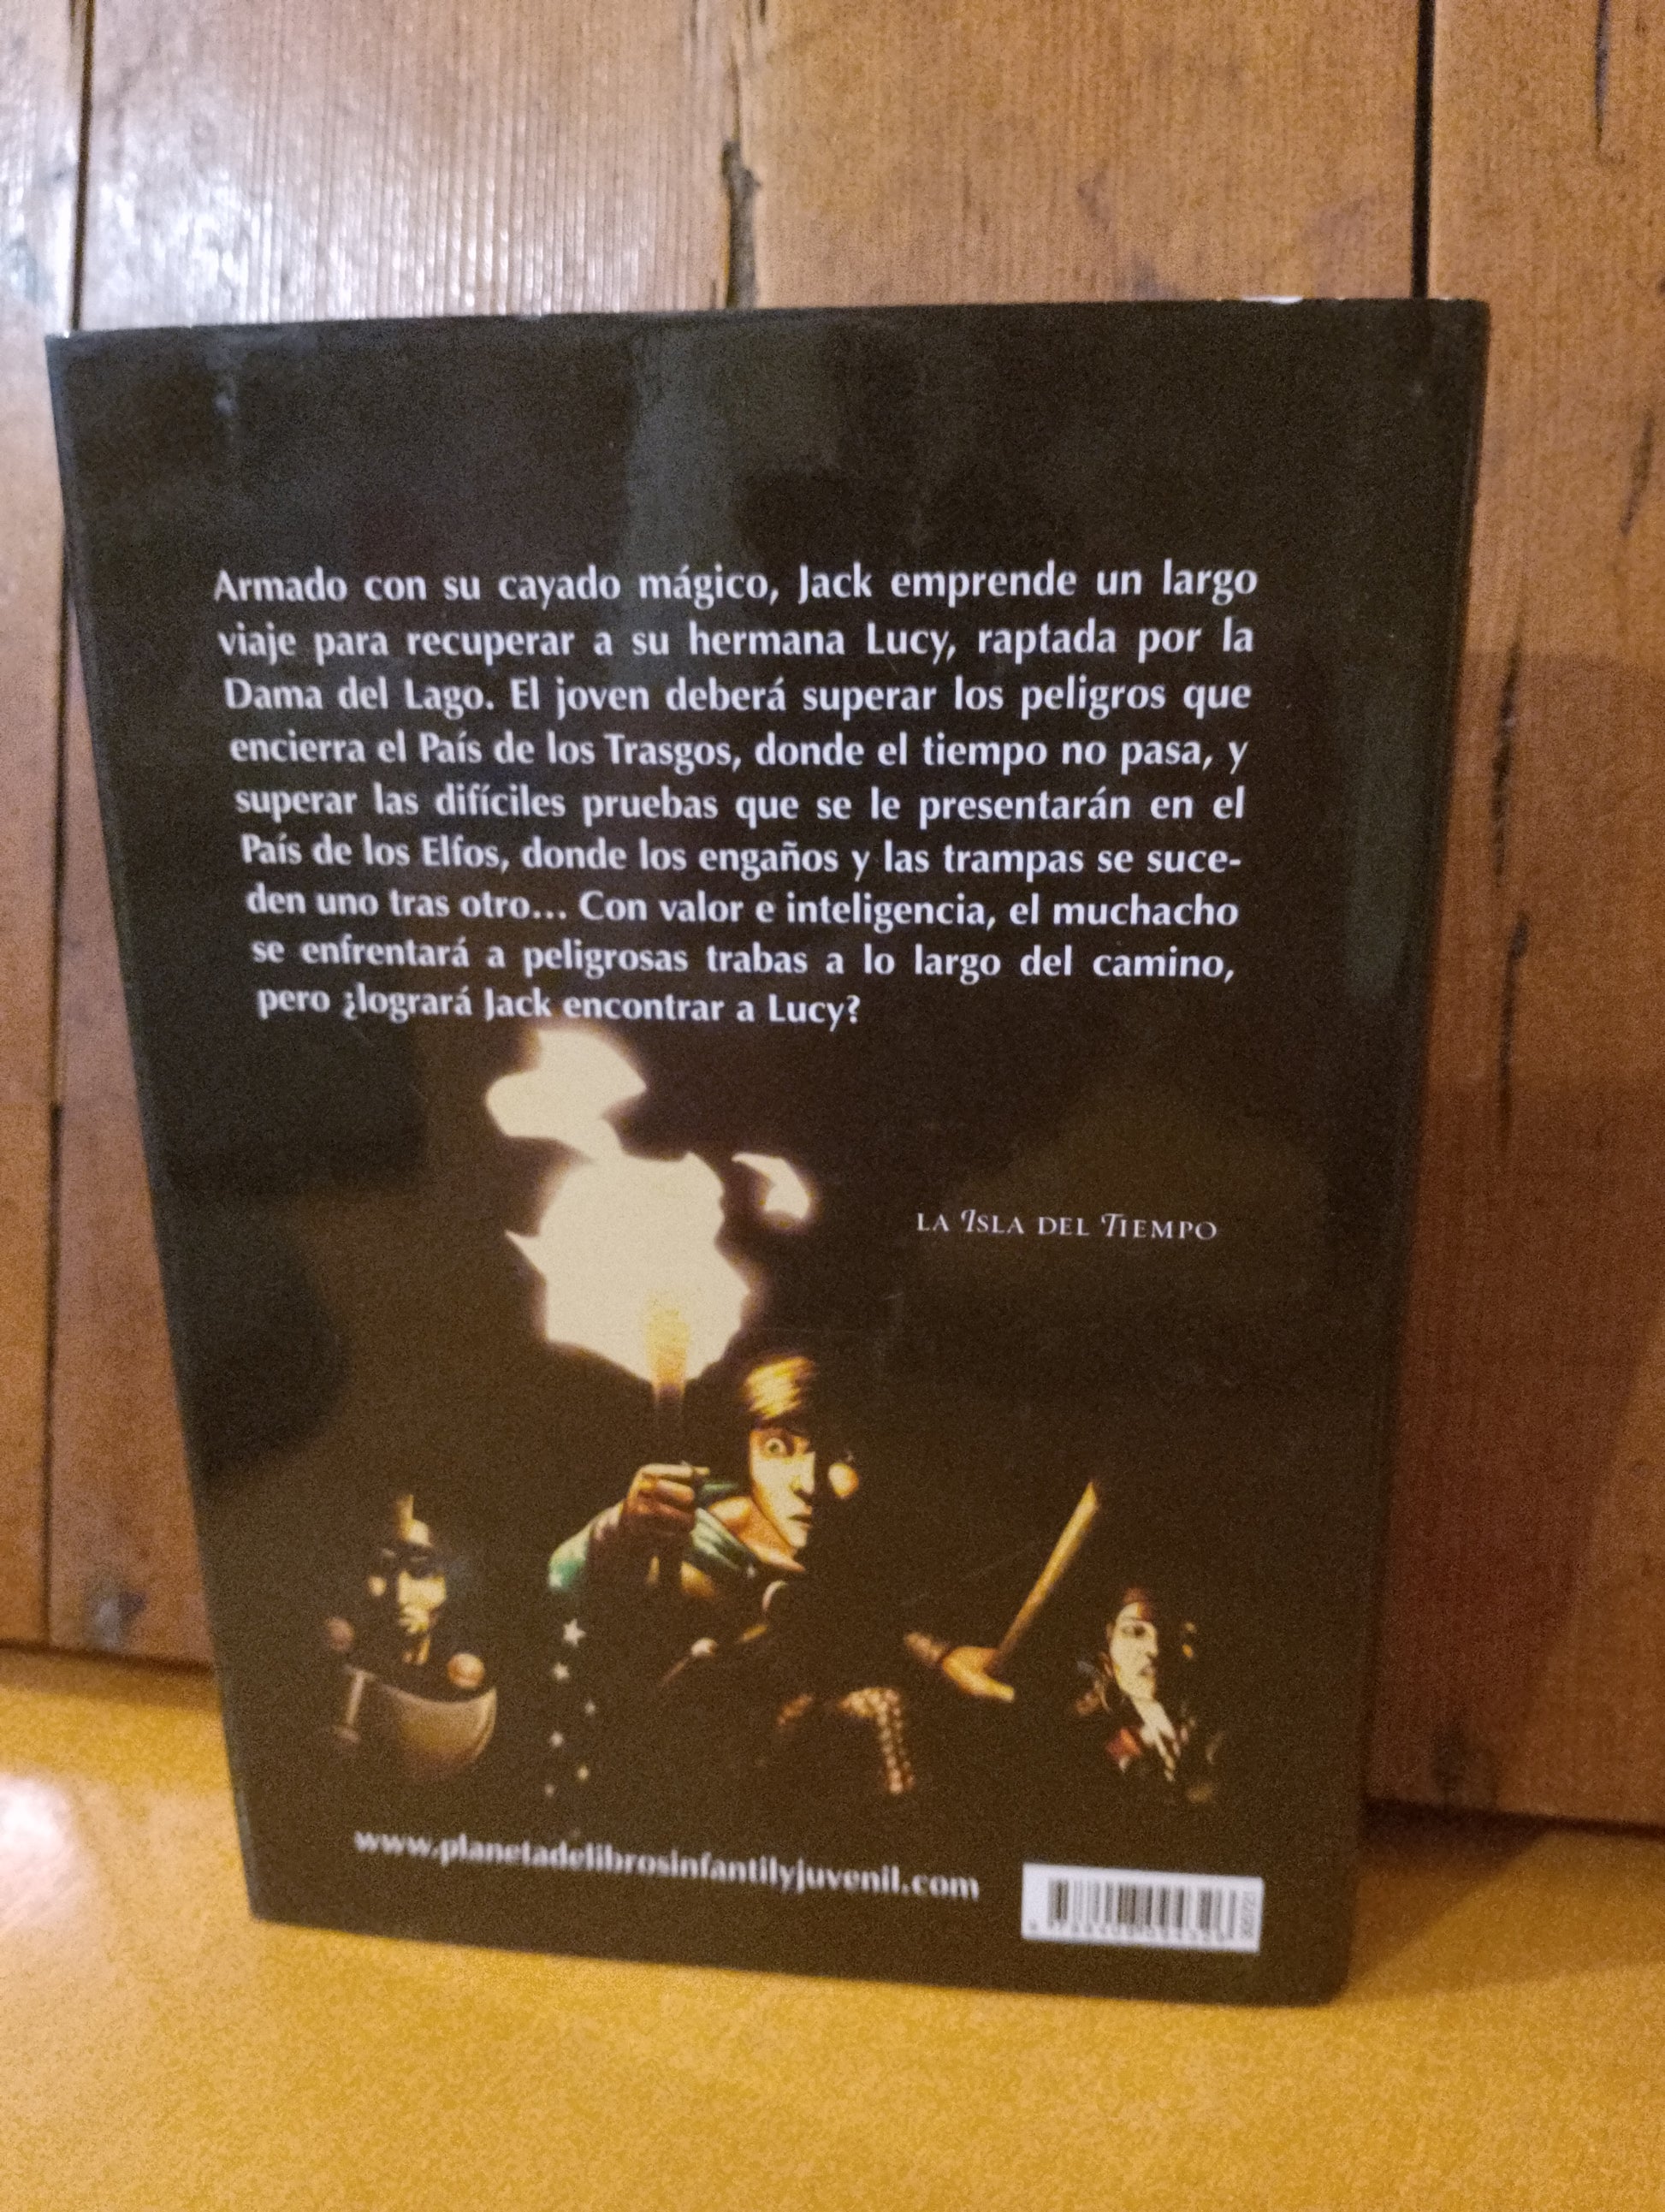 Armado con su cayado mágico, Jack emprende un largo
viaje para recuperar a su hermana Lucy, raptada por la
Dama del Lago. El joven deberá superar los peligros que
encierra el País de los Trasgos, donde el tiempo no pasa, y
superar las difíciles pruebas que se le presentarán en el
País de los Elfos, donde los engaños y las trampas se suce-
den uno tras otro... Con valor e inteligencia, el muchacho
se enfrentará a peligrosas trabas a lo largo del camino,
pero ¿logrará Jack encontrar a Lucy?
LA ISLA DEL TIEMPO
www.planetadelibrosinfantilyjuvenil.com